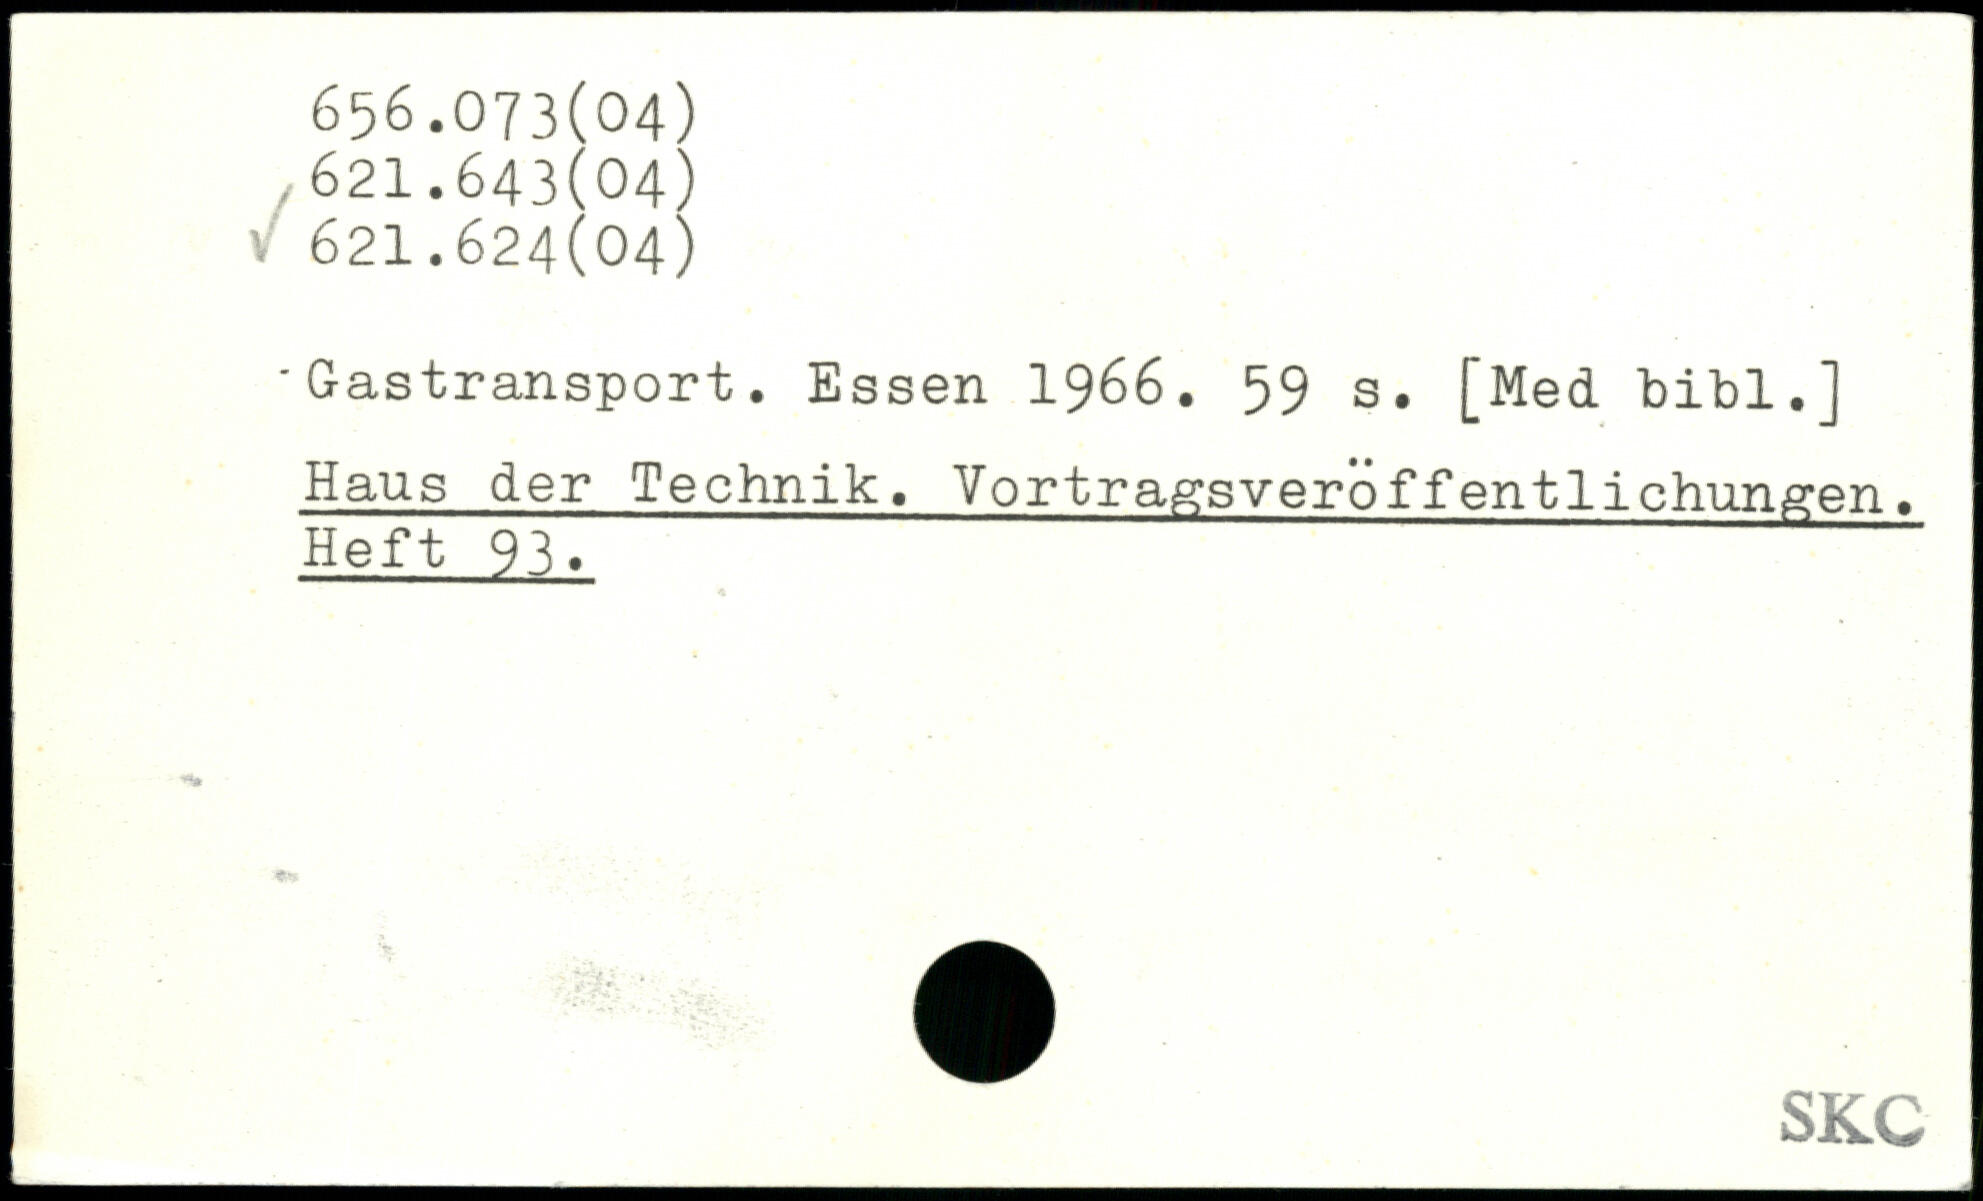 656.073(04)
621.643(04)
621.624(04)
Gastransport. Essen 1966. 59 s. [Med bibl.]
Haus der Technik. Vortragsveröffentlichungen.
Heft 93.
SKC